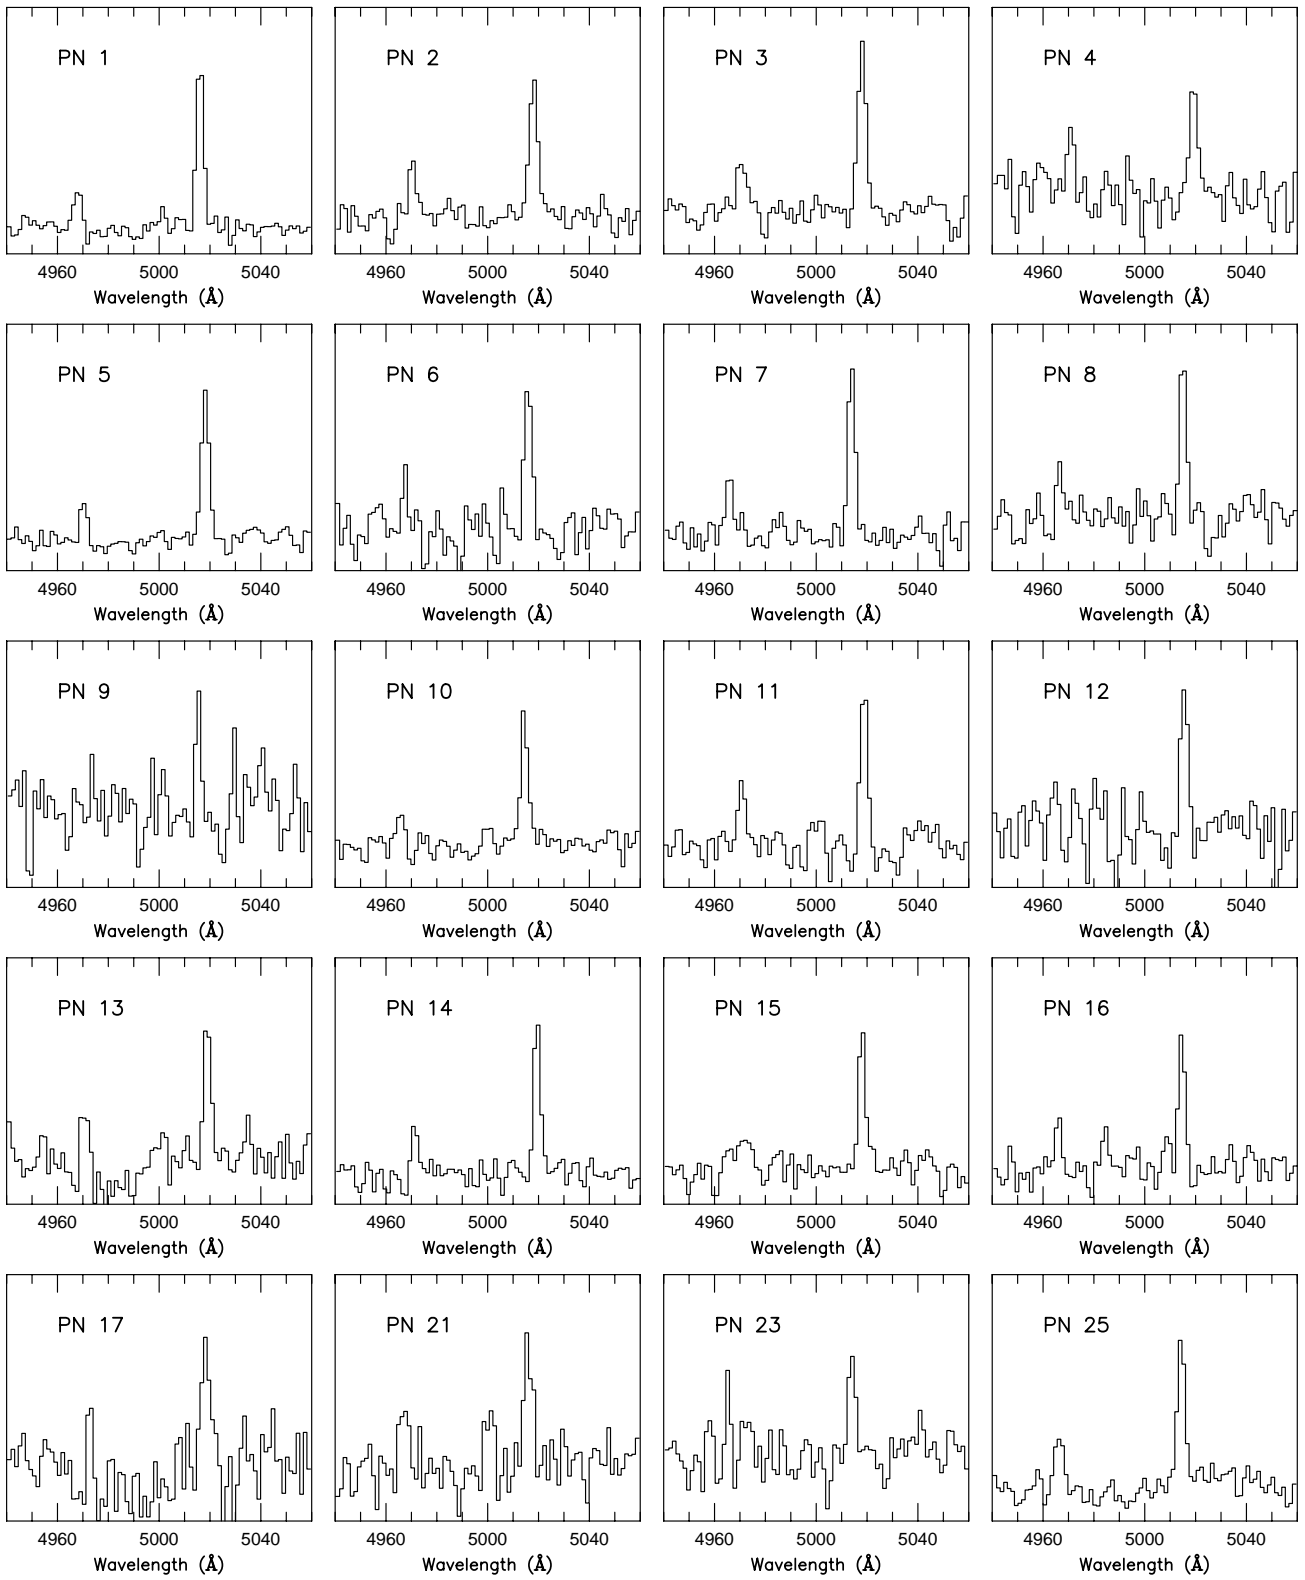 PN 1 PN 2 PN 3 PN 4
4960 5000 5040 4960 5000 5040 4960 5000 5040 4960 5000 5040
Wavelength (Å) Wavelength (Å) Wavelength (Å) Wavelength (Å)
PN 5 PN 6 PN 7 PN 8
4960 5000 5040 4960 5000 5040 4960 5000 5040 4960 5000 5040
Wavelength (Å) Wavelength (Å) Wavelength (Å) Wavelength (Å)
PN 9 PN 10 PN 11 PN 12
4960 5000 5040 4960 5000 5040 4960 5000 5040 4960 5000 5040
Wavelength (Å) Wavelength (Å) Wavelength (Å) Wavelength (Å)
PN 13 PN 14 PN 15 PN 16
4960 5000 5040 4960 5000 5040 4960 5000 5040 4960 5000 5040
Wavelength (Å) Wavelength (Å) Wavelength (Å) Wavelength (Å)
PN 17 PN 21 PN 23 PN 25
4960 5000 5040 4960 5000 5040 4960 5000 5040 4960 5000 5040
Wavelength (Å) Wavelength (Å) Wavelength (Å) Wavelength (Å)